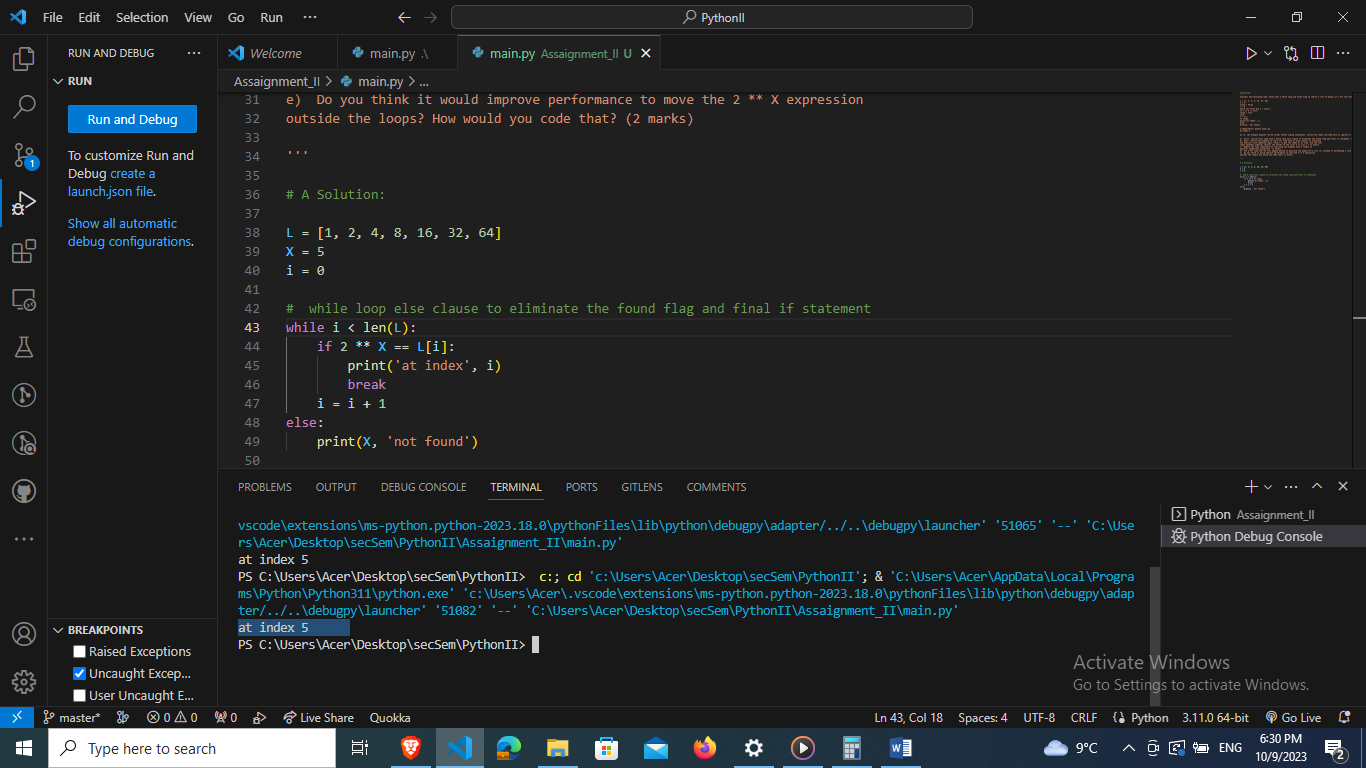 File Edit Selection View Go Run ··· PythonII
RUN AND DEBUG ···
RUN
Run and Debug
To customize Run and
Debug create a
launch.json file.
Show all automatic
debug configurations.
BREAKPOINTS
Raised Exceptions
Uncaught Excep...
User Uncaught E...
Welcome
main.py .\
main.py Assaignment_II U
Assaignment_II > main.py > ...
31 e) Do you think it would improve performance to move the 2 ** X expression
32 outside the loops? How would you code that? (2 marks)
33
34 '''
35
36 # A Solution:
37
38 L = [1, 2, 4, 8, 16, 32, 64]
39 X = 5
40 i = 0
41
42 #  while loop else clause to eliminate the found flag and final if statement
43 while i < len(L):
44     if 2 ** X == L[i]:
45         print('at index', i)
46         break
47     i = i + 1
48 else:
49     print(X, 'not found')
50
PROBLEMS OUTPUT DEBUG CONSOLE TERMINAL PORTS GITLENS COMMENTS
vscode\extensions\ms-python.python-2023.18.0\pythonFiles\lib\python\debugpy\adapter/../..\debugpy\launcher' '51065' '--' 'C:\Use
rs\Acer\Desktop\secSem\PythonII\Assaignment_II\main.py'
at index 5
PS C:\Users\Acer\Desktop\secSem\PythonII>  c:; cd 'c:\Users\Acer\Desktop\secSem\PythonII'; & 'C:\Users\Acer\AppData\Local\Progra
ms\Python\Python311\python.exe' 'c:\Users\Acer\.vscode\extensions\ms-python.python-2023.18.0\pythonFiles\lib\python\debugpy\adap
ter/../..\debugpy\launcher' '51082' '--' 'C:\Users\Acer\Desktop\secSem\PythonII\Assaignment_II\main.py'
at index 5
PS C:\Users\Acer\Desktop\secSem\PythonII>
Python Assaignment_II
Python Debug Console
Activate Windows
Go to Settings to activate Windows.
1
master* 0 0 0 Live Share Quokka
Ln 43, Col 18 Spaces: 4 UTF-8 CRLF Python 3.11.0 64-bit Go Live
Type here to search
9°C ENG
6:30 PM
10/9/2023
2